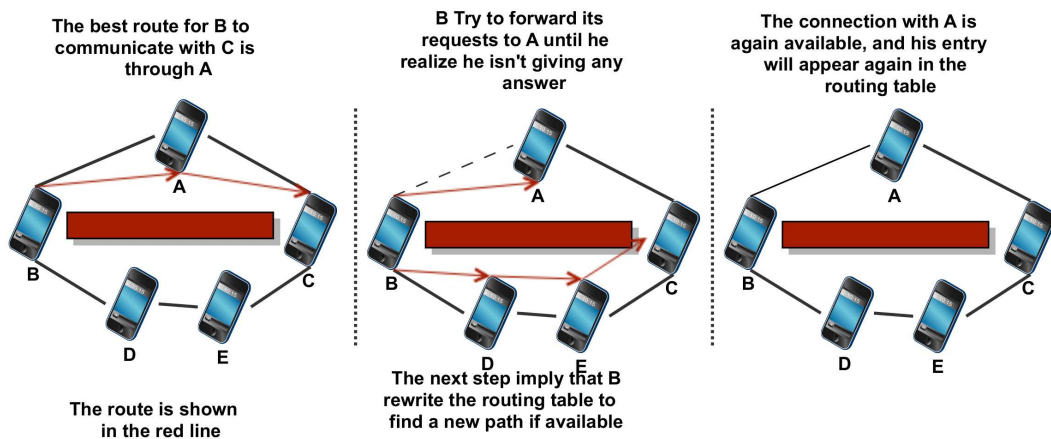 The best route for B to
communicate with C is
through A
A
B
C
D
E
The route is shown
in the red line
B Try to forward its
requests to A until he
realize he isn't giving any
answer
A
B
C
D
E
The next step imply that B
rewrite the routing table to
find a new path if available
The connection with A is
again available, and his entry
will appear again in the
routing table
A
B
C
D
E